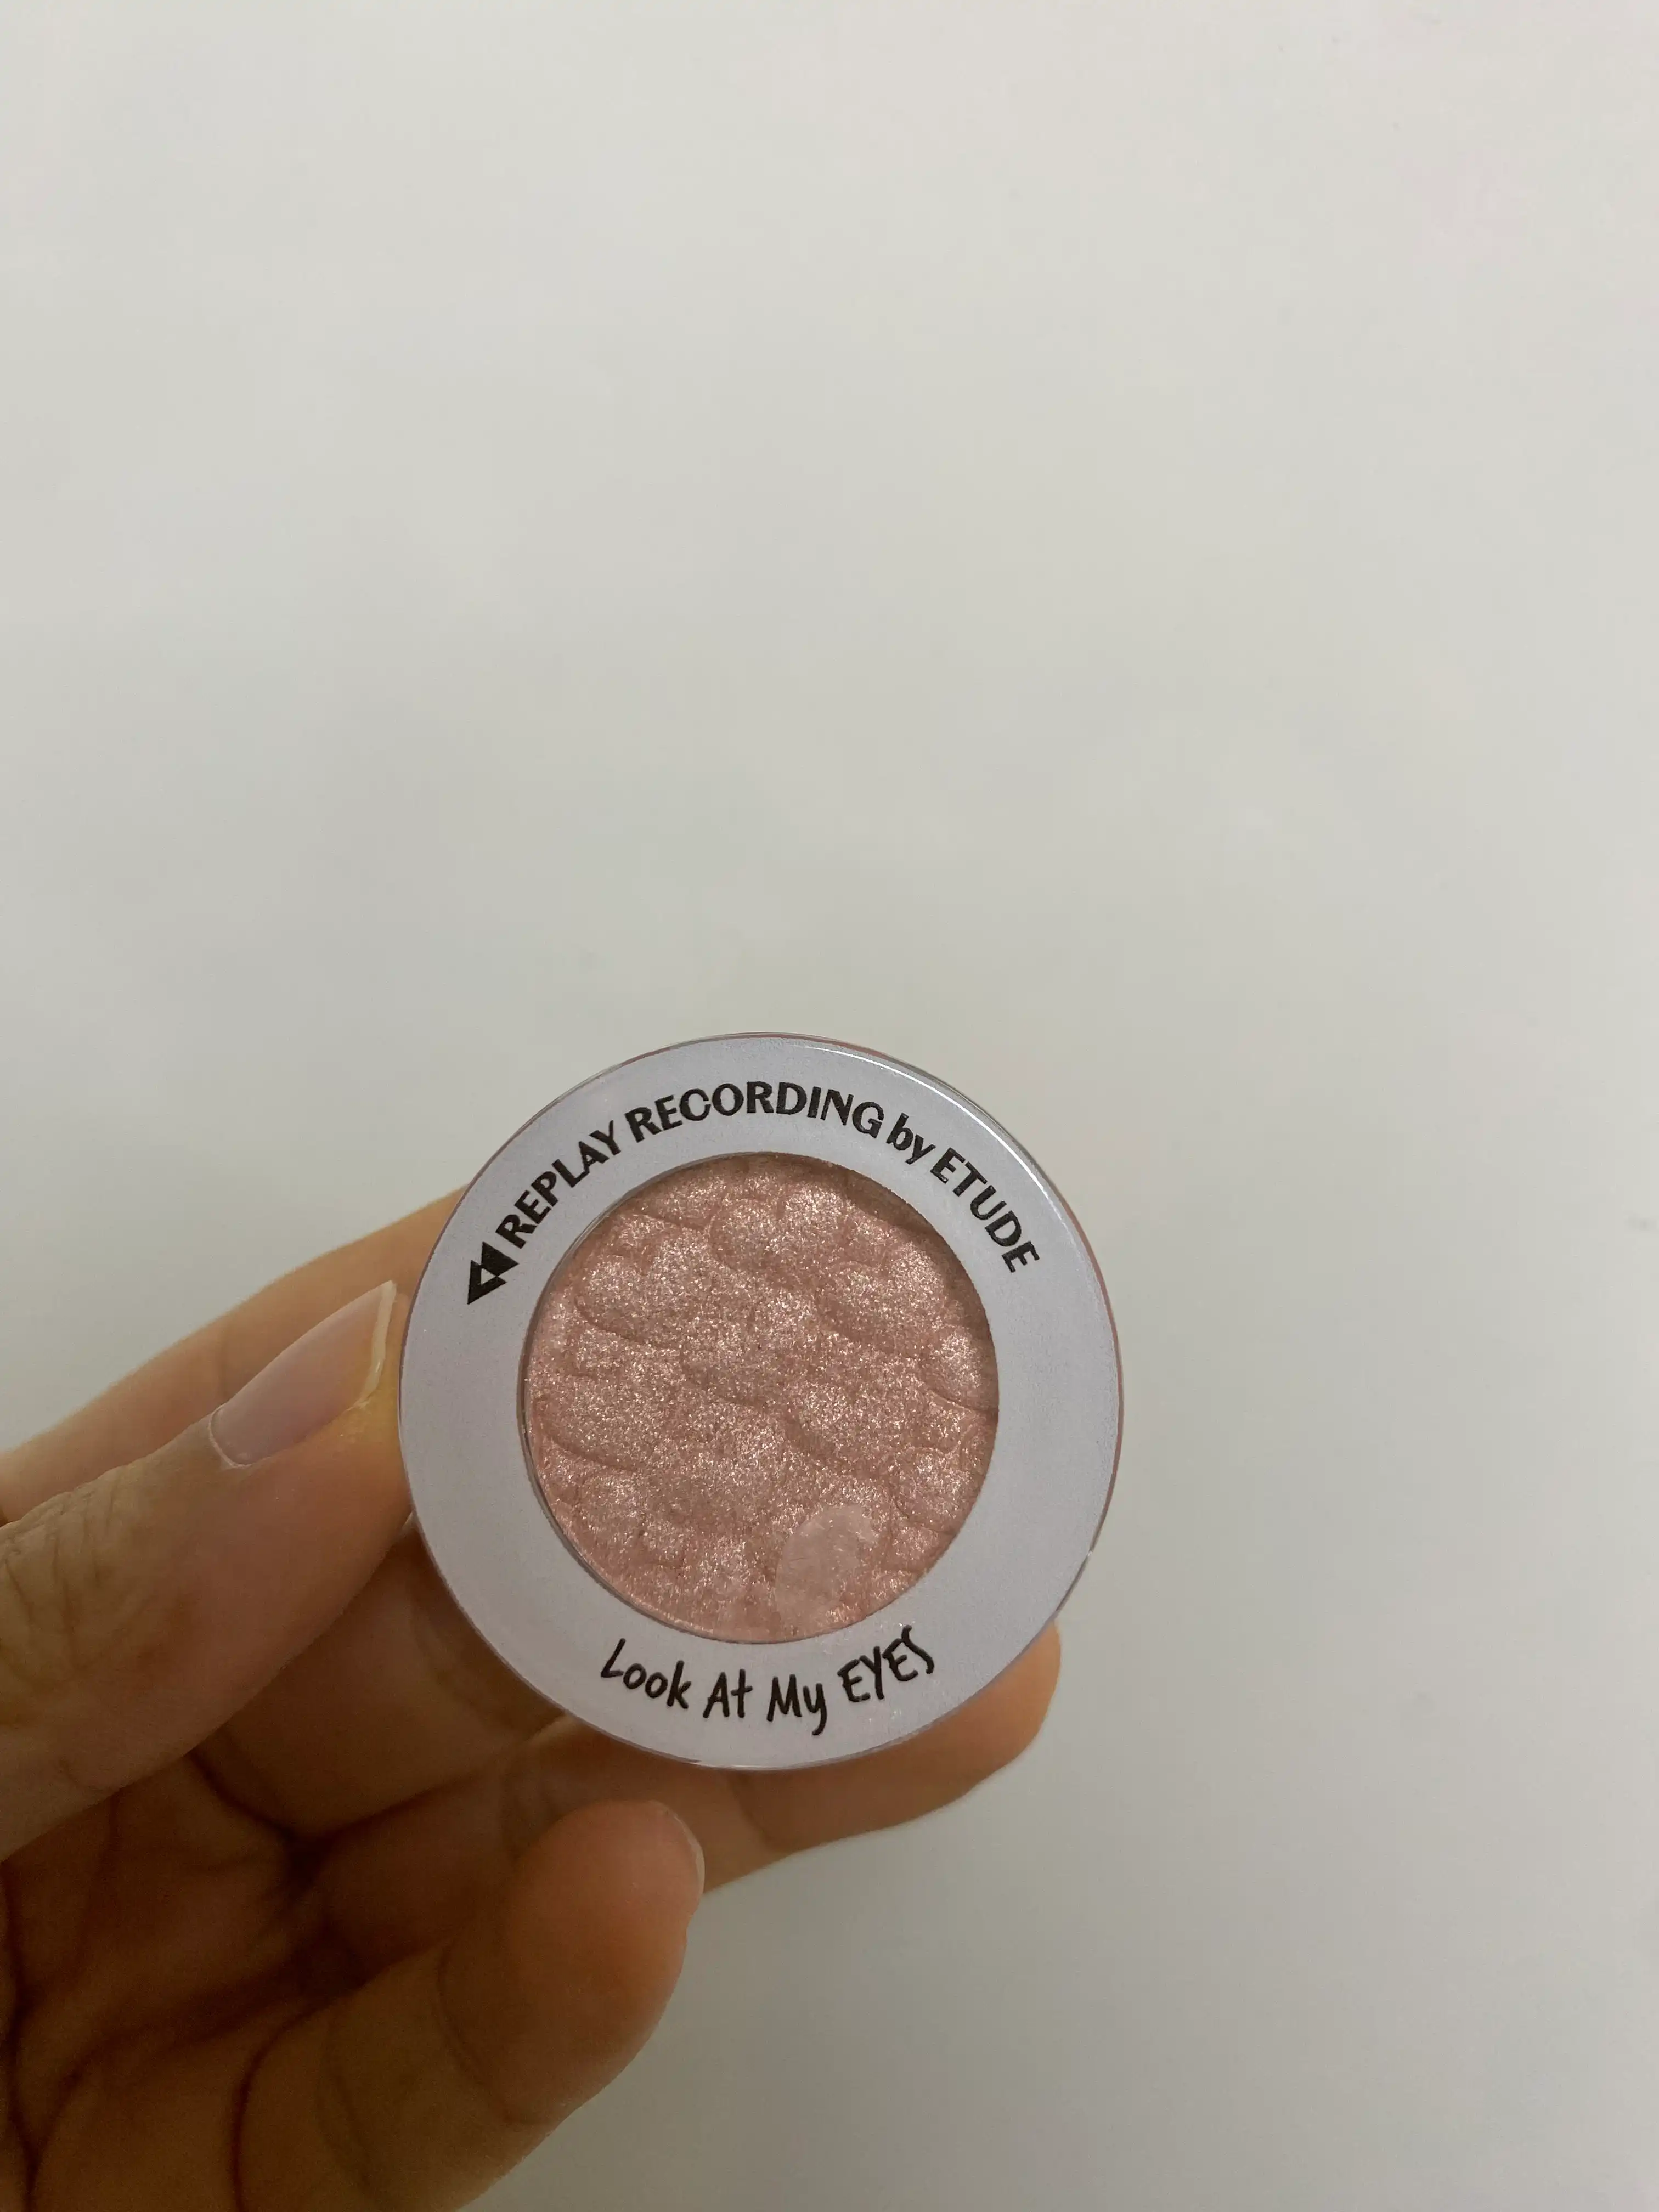 REPLAY RECORDING by ETUDE
Look At My EYES